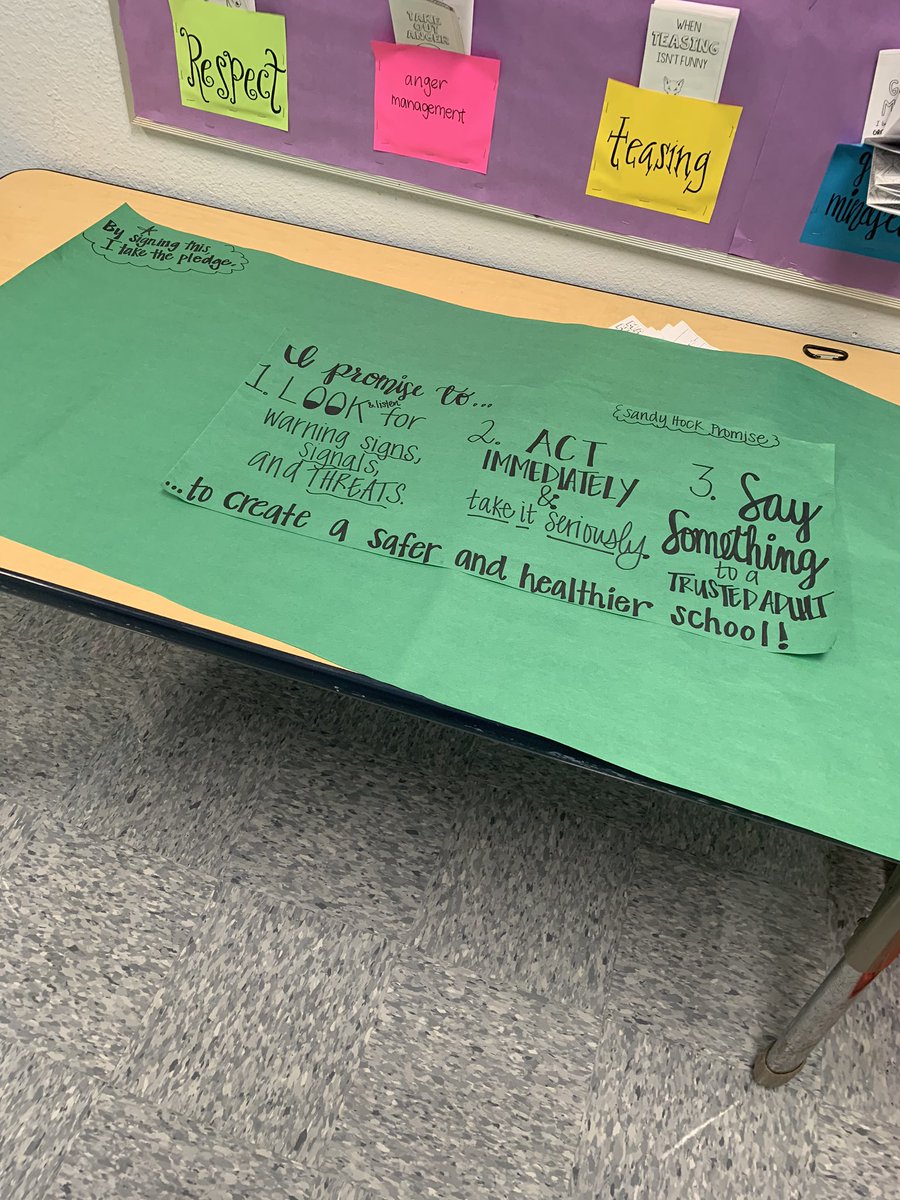 Respect
TAKE OUT
ANGER
anger
management
WHEN
TEASING
ISN'T FUNNY
teasing
By signing this,
I take the pledge.
I promise to...
{Sandy Hock Promise}
1. LOOK & listen for
warning signs,
signals,
and THREATS.
2. ACT
IMMEDIATELY
&
take it seriously.
3. Say
Something
to a
TRUSTED ADULT
...to create a safer and healthier school!